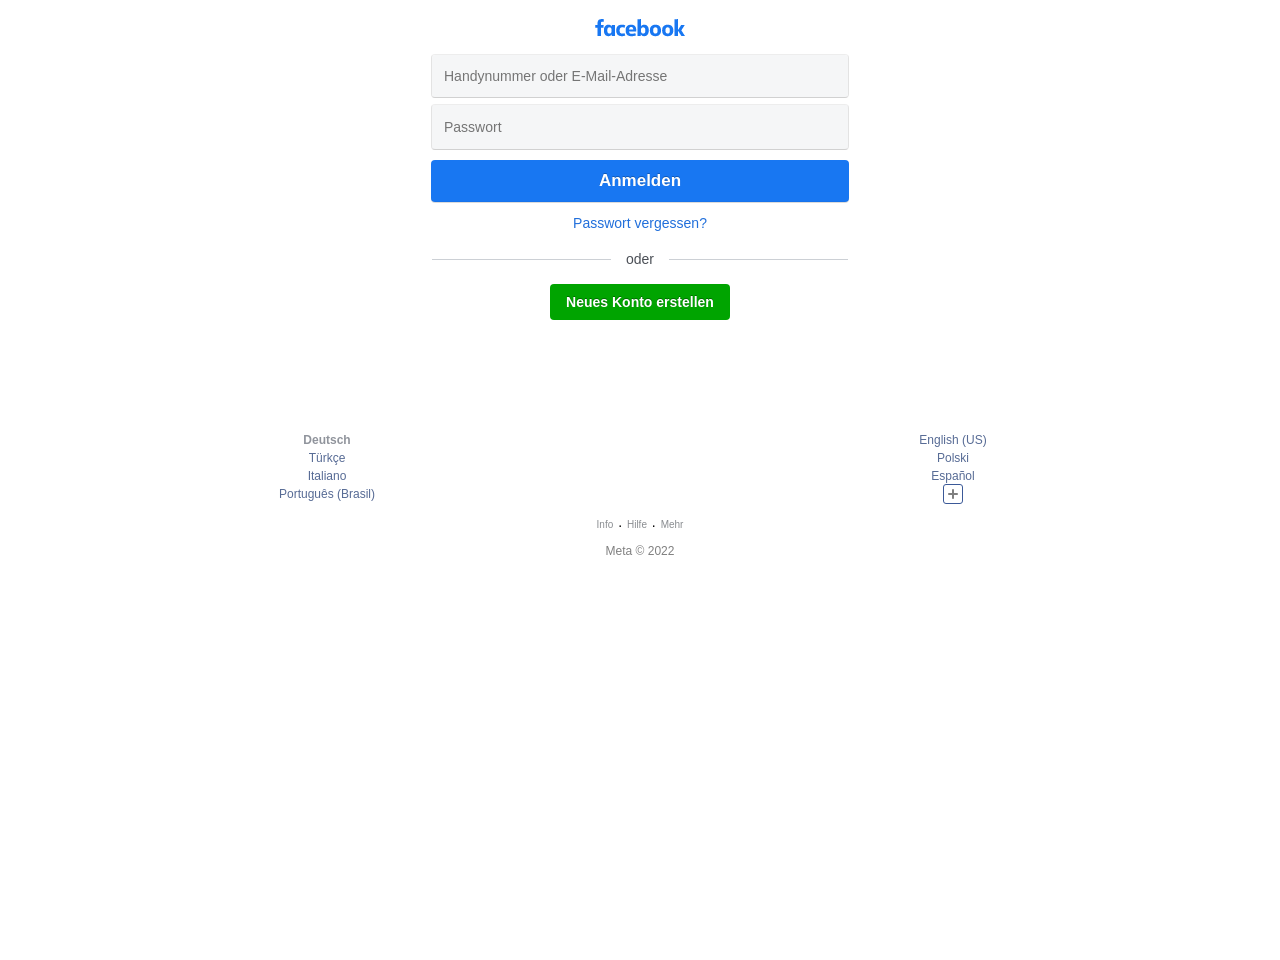 facebook
Handynummer oder E-Mail-Adresse
Passwort
Anmelden
Passwort vergessen?
oder
Neues Konto erstellen
Deutsch
Türkçe
Italiano
Português (Brasil)
English (US)
Polski
Español
Info · Hilfe · Mehr
Meta © 2022